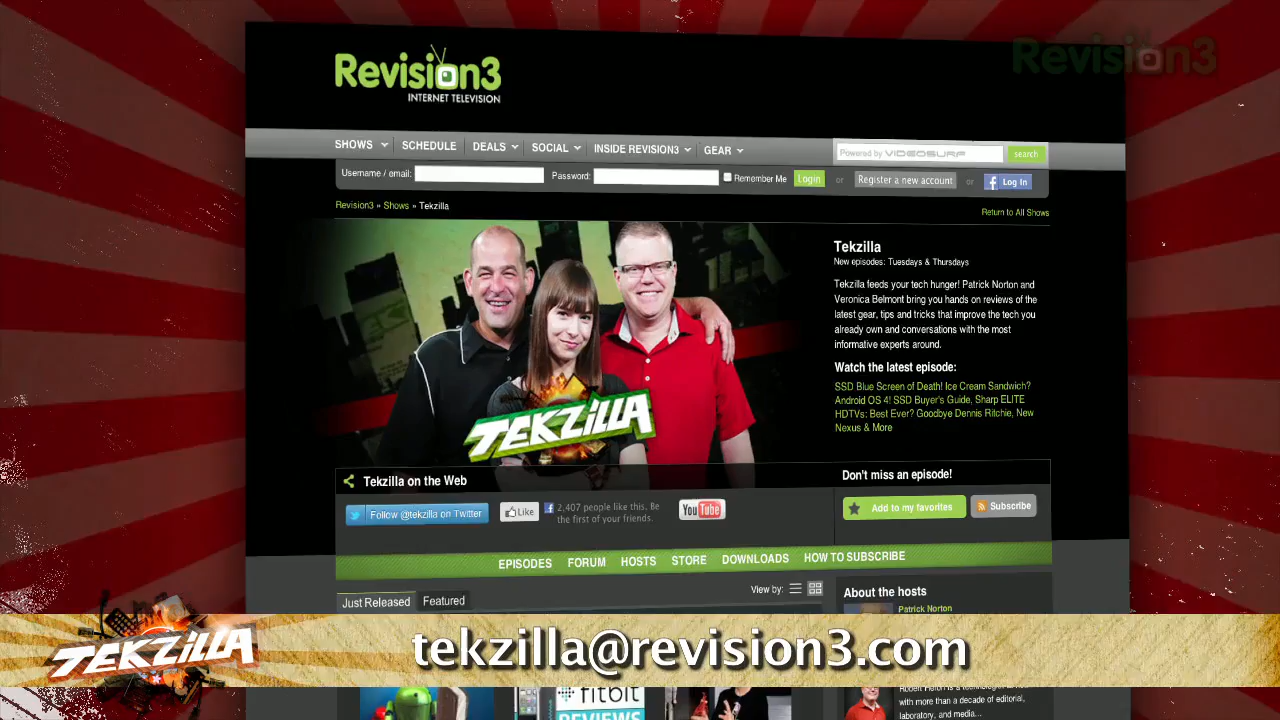 Revision3
INTERNET TELEVISION
Revision3
SHOWS
SCHEDULE
DEALS
SOCIAL
INSIDE REVISION3
GEAR
Powered by VIDEOSURF
search
Username / email:
Password:
Remember Me
Login
or
Register a new account
or
f Log In
Revision3 » Shows » Tekzilla
Return to All Shows
Tekzilla
New episodes: Tuesdays & Thursdays
Tekzilla feeds your tech hunger! Patrick Norton and
Veronica Belmont bring you hands on reviews of the
latest gear, tips and tricks that improve the tech you
already own and conversations with the most
informative experts around.
Watch the latest episode:
SSD Blue Screen of Death! Ice Cream Sandwich?
Android OS 4! SSD Buyer's Guide, Sharp ELITE
HDTVs: Best Ever? Goodbye Dennis Ritchie, New
Nexus & More
TEKZILLA
Tekzilla on the Web
Don't miss an episode!
Follow @tekzilla on Twitter
Like
f 2,407 people like this. Be
the first of your friends.
YouTube
Add to my favorites
Subscribe
EPISODES
FORUM
HOSTS
STORE
DOWNLOADS
HOW TO SUBSCRIBE
View by:
Just Released
Featured
About the hosts
Patrick Norton
TEKZILLA
tekzilla@revision3.com
fitbit
REVIEWS
with more than a decade of editorial,
laboratory, and media...